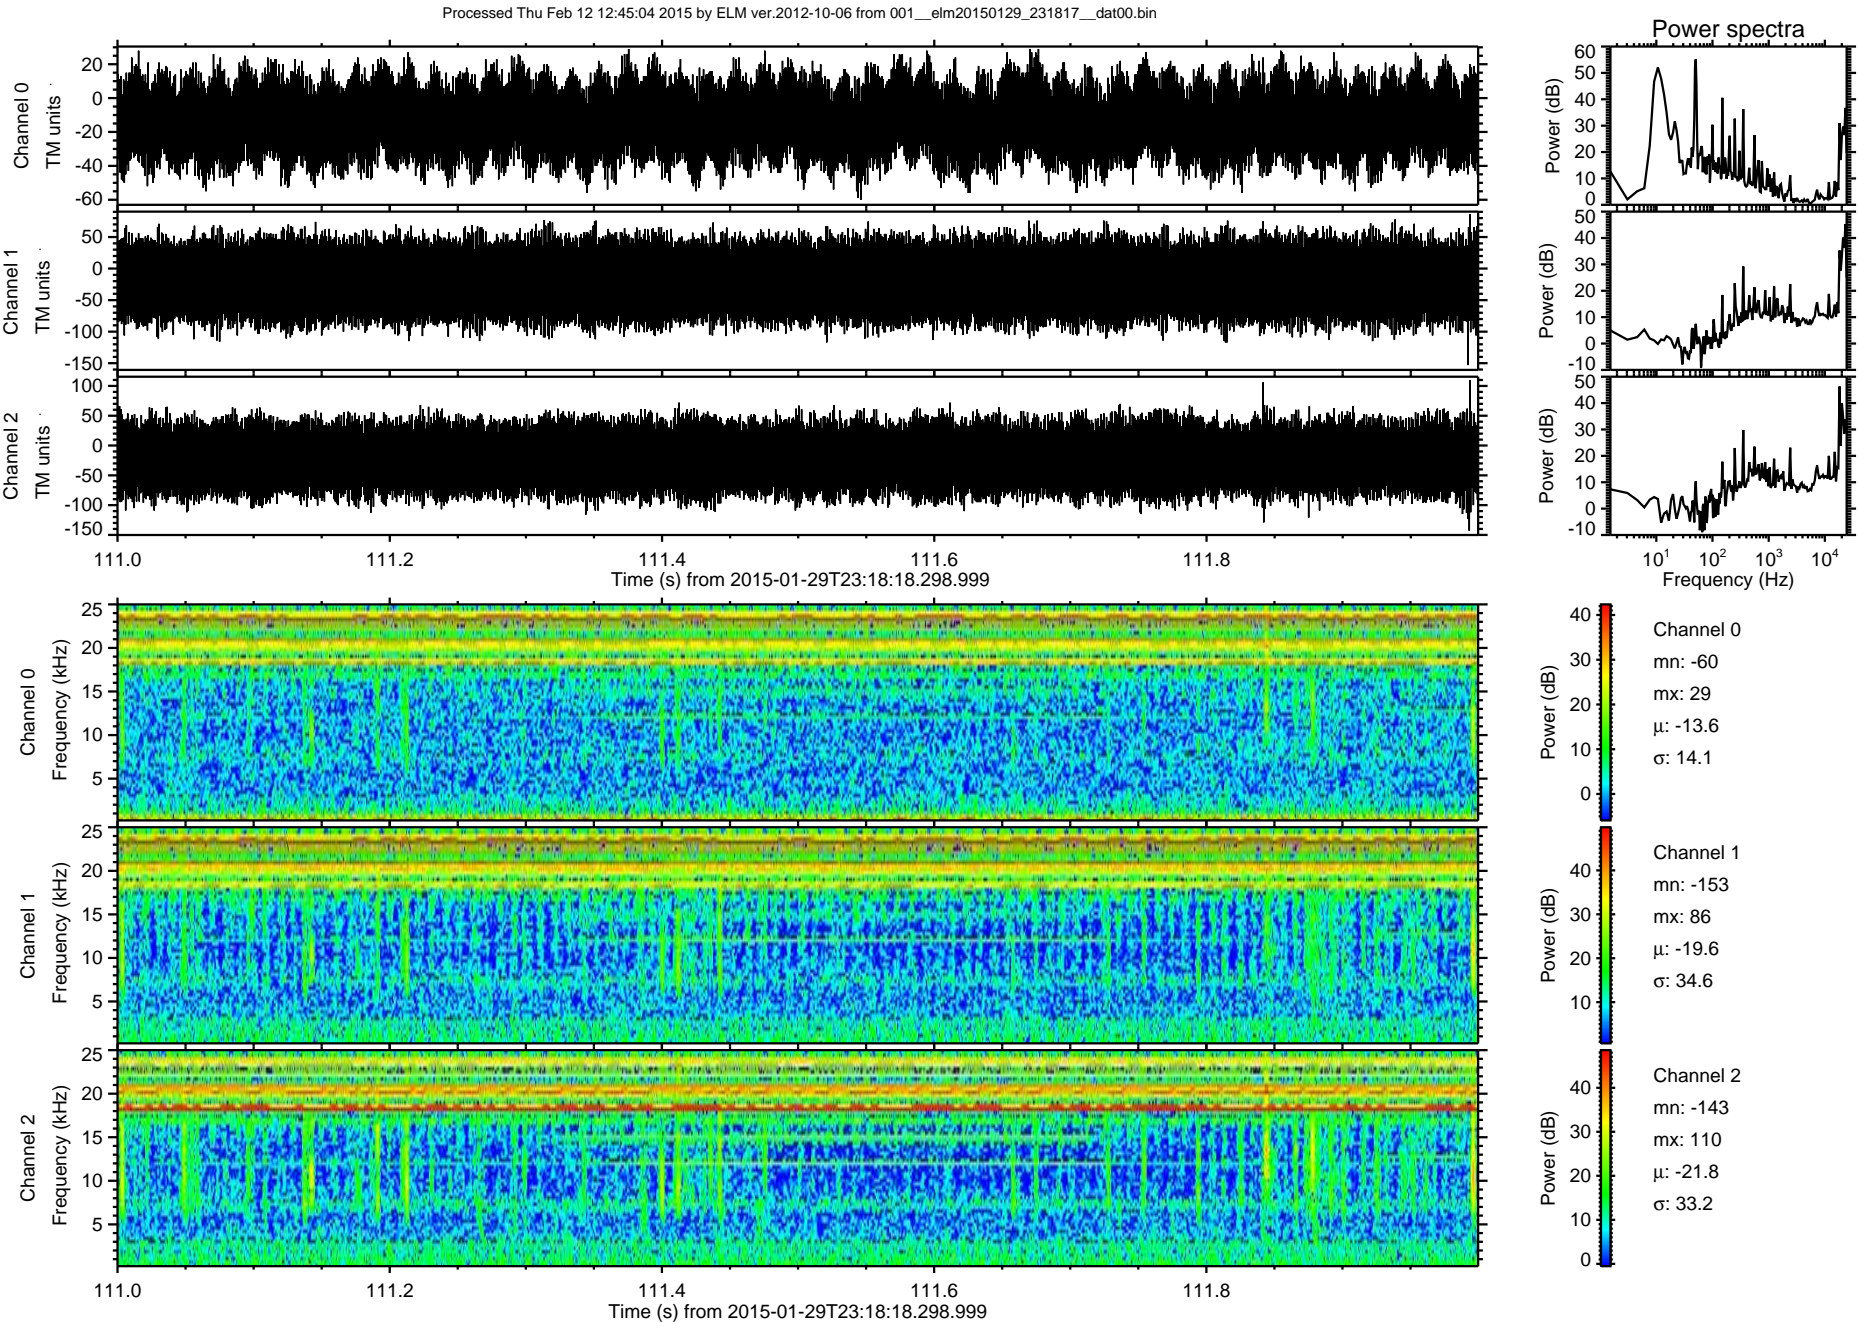 Processed Thu Feb 12 12:45:04 2015 by ELM ver.2012-10-06 from 001__elm20150129_231817__dat00.bin
Power spectra
Channel 0
TM units
20
0
-20
-40
-60
Power (dB)
60
50
40
30
20
10
0
Channel 1
TM units
50
0
-50
-100
-150
Power (dB)
50
40
30
20
10
0
-10
Channel 2
TM units
100
50
0
-50
-100
-150
Power (dB)
50
40
30
20
10
0
-10
111.0 111.2 111.4 111.6 111.8
Time (s) from 2015-01-29T23:18:18.298.999
10^1 10^2 10^3 10^4
Frequency (Hz)
Channel 0
Frequency (kHz)
25
20
15
10
5
Power (dB)
40
30
20
10
0
Channel 0
mn: -60
mx: 29
μ: -13.6
σ: 14.1
Channel 1
Frequency (kHz)
25
20
15
10
5
Power (dB)
40
30
20
10
Channel 1
mn: -153
mx: 86
μ: -19.6
σ: 34.6
Channel 2
Frequency (kHz)
25
20
15
10
5
Power (dB)
40
30
20
10
0
Channel 2
mn: -143
mx: 110
μ: -21.8
σ: 33.2
111.0 111.2 111.4 111.6 111.8
Time (s) from 2015-01-29T23:18:18.298.999